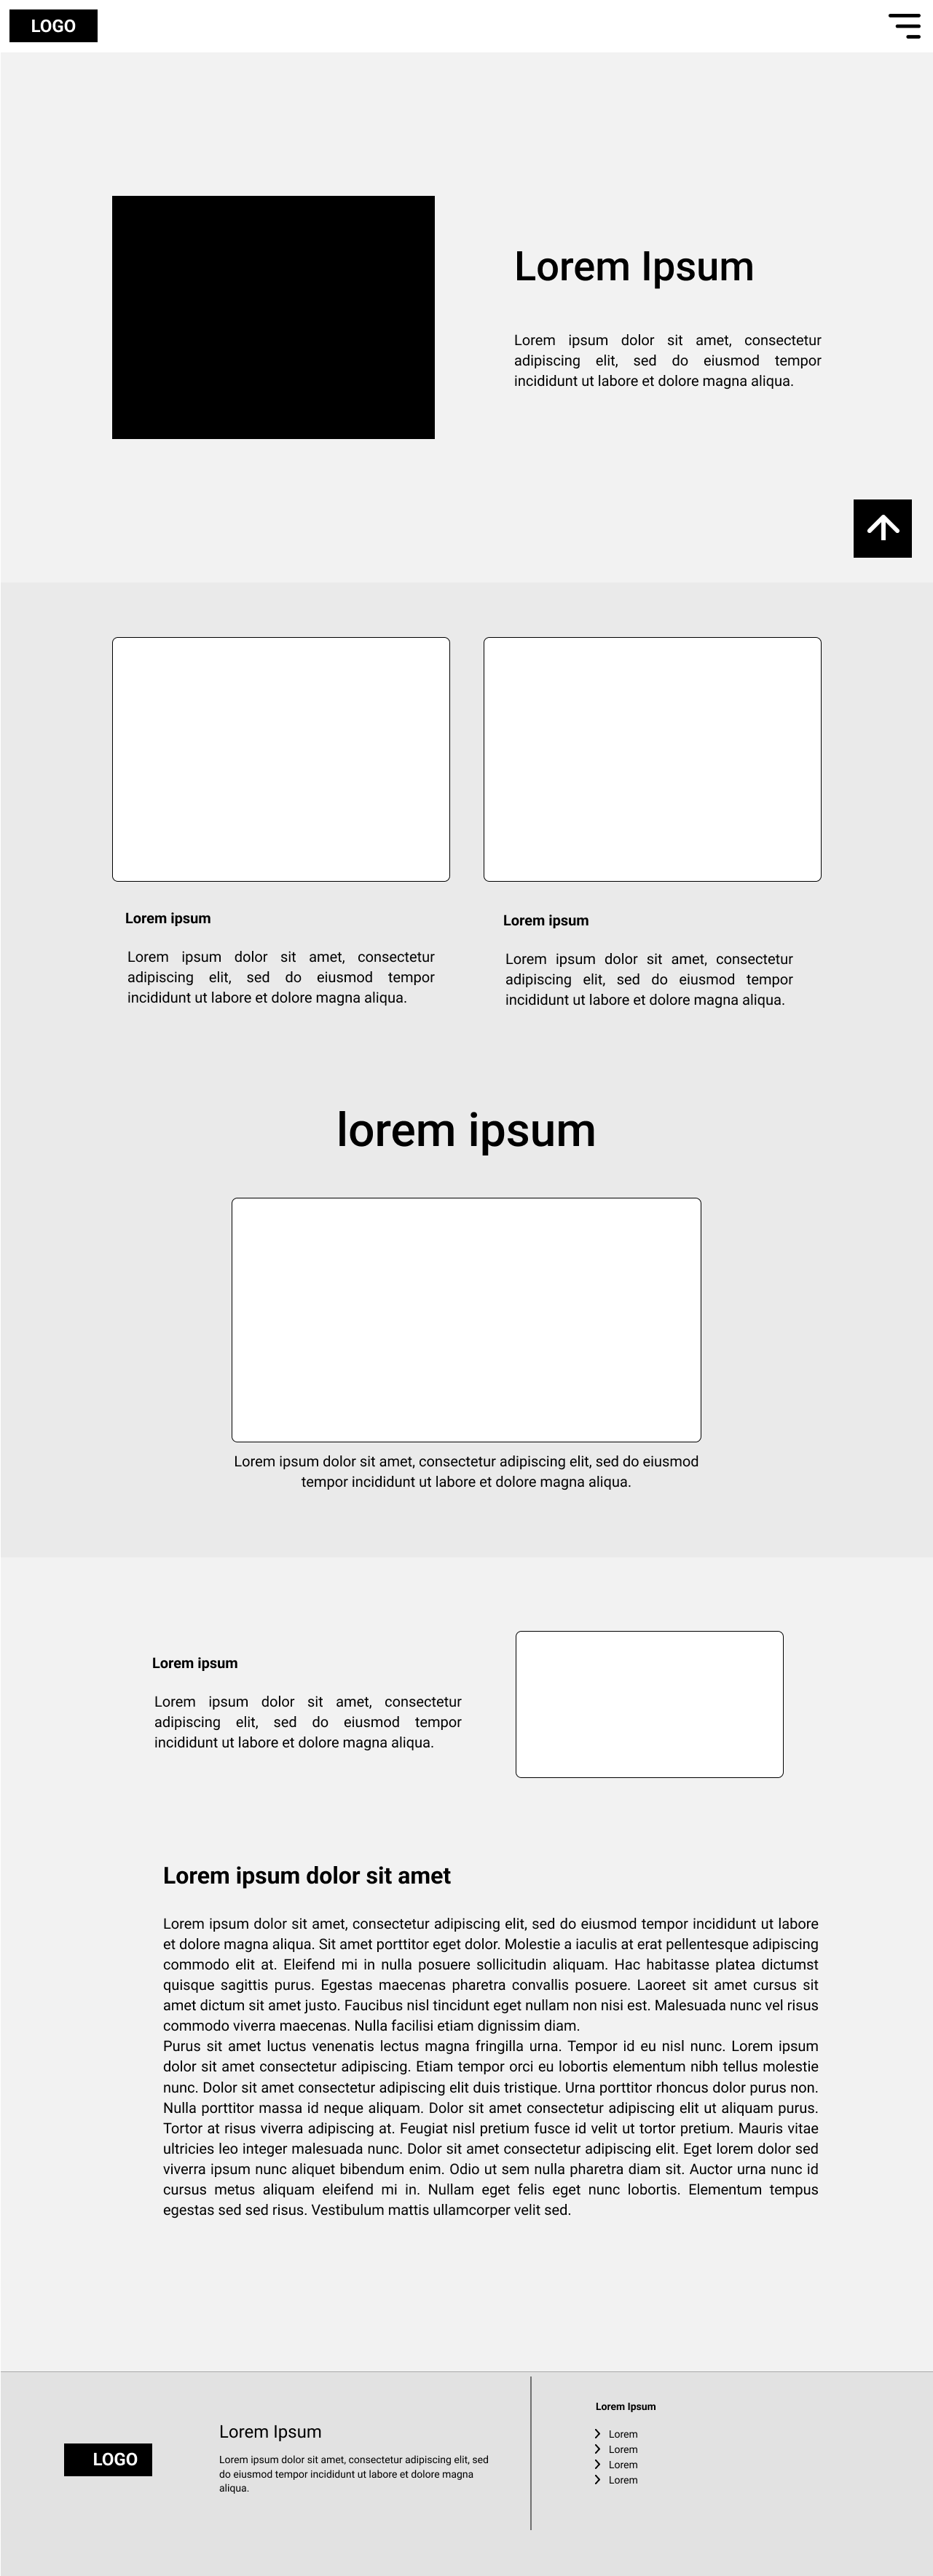 LOGO
Lorem Ipsum
Lorem ipsum dolor sit amet, consectetur
adipiscing elit, sed do eiusmod tempor
incididunt ut labore et dolore magna aliqua.
Lorem ipsum
Lorem ipsum dolor sit amet, consectetur
adipiscing elit, sed do eiusmod tempor
incididunt ut labore et dolore magna aliqua.
Lorem ipsum
Lorem ipsum dolor sit amet, consectetur
adipiscing elit, sed do eiusmod tempor
incididunt ut labore et dolore magna aliqua.
lorem ipsum
Lorem ipsum dolor sit amet, consectetur adipiscing elit, sed do eiusmod
tempor incididunt ut labore et dolore magna aliqua.
Lorem ipsum
Lorem ipsum dolor sit amet, consectetur
adipiscing elit, sed do eiusmod tempor
incididunt ut labore et dolore magna aliqua.
Lorem ipsum dolor sit amet
Lorem ipsum dolor sit amet, consectetur adipiscing elit, sed do eiusmod tempor incididunt ut labore
et dolore magna aliqua. Sit amet porttitor eget dolor. Molestie a iaculis at erat pellentesque adipiscing
commodo elit at. Eleifend mi in nulla posuere sollicitudin aliquam. Hac habitasse platea dictumst
quisque sagittis purus. Egestas maecenas pharetra convallis posuere. Laoreet sit amet cursus sit
amet dictum sit amet justo. Faucibus nisl tincidunt eget nullam non nisi est. Malesuada nunc vel risus
commodo viverra maecenas. Nulla facilisi etiam dignissim diam.
Purus sit amet luctus venenatis lectus magna fringilla urna. Tempor id eu nisl nunc. Lorem ipsum
dolor sit amet consectetur adipiscing. Etiam tempor orci eu lobortis elementum nibh tellus molestie
nunc. Dolor sit amet consectetur adipiscing elit duis tristique. Urna porttitor rhoncus dolor purus non.
Nulla porttitor massa id neque aliquam. Dolor sit amet consectetur adipiscing elit ut aliquam purus.
Tortor at risus viverra adipiscing at. Feugiat nisl pretium fusce id velit ut tortor pretium. Mauris vitae
ultricies leo integer malesuada nunc. Dolor sit amet consectetur adipiscing elit. Eget lorem dolor sed
viverra ipsum nunc aliquet bibendum enim. Odio ut sem nulla pharetra diam sit. Auctor urna nunc id
cursus metus aliquam eleifend mi in. Nullam eget felis eget nunc lobortis. Elementum tempus
egestas sed sed risus. Vestibulum mattis ullamcorper velit sed.
LOGO
Lorem Ipsum
Lorem ipsum dolor sit amet, consectetur adipiscing elit, sed
do eiusmod tempor incididunt ut labore et dolore magna
aliqua.
Lorem Ipsum
Lorem
Lorem
Lorem
Lorem